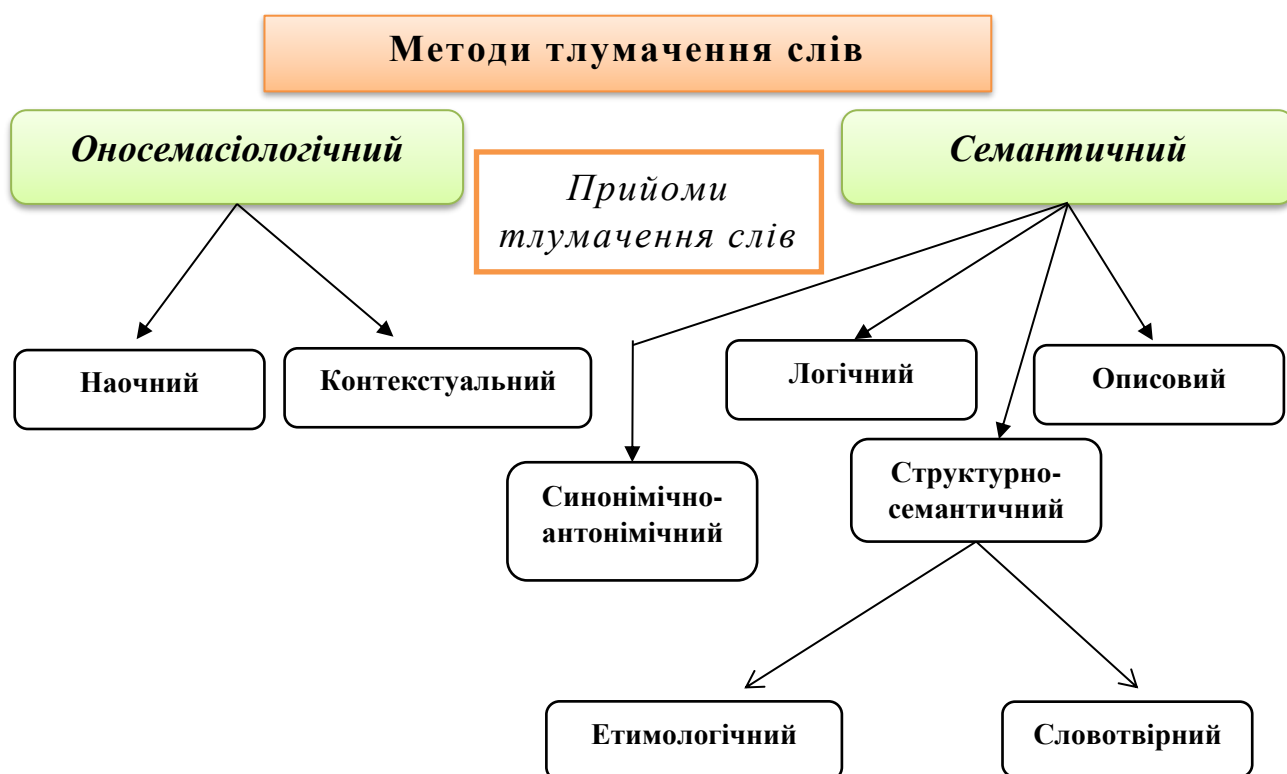 Методи тлумачення слів
Оносемасіологічний
Семантичний
Прийоми
тлумачення слів
Наочний
Контекстуальний
Логічний
Описовий
Синонімічно-
антонімічний
Структурно-
семантичний
Етимологічний
Словотвірний